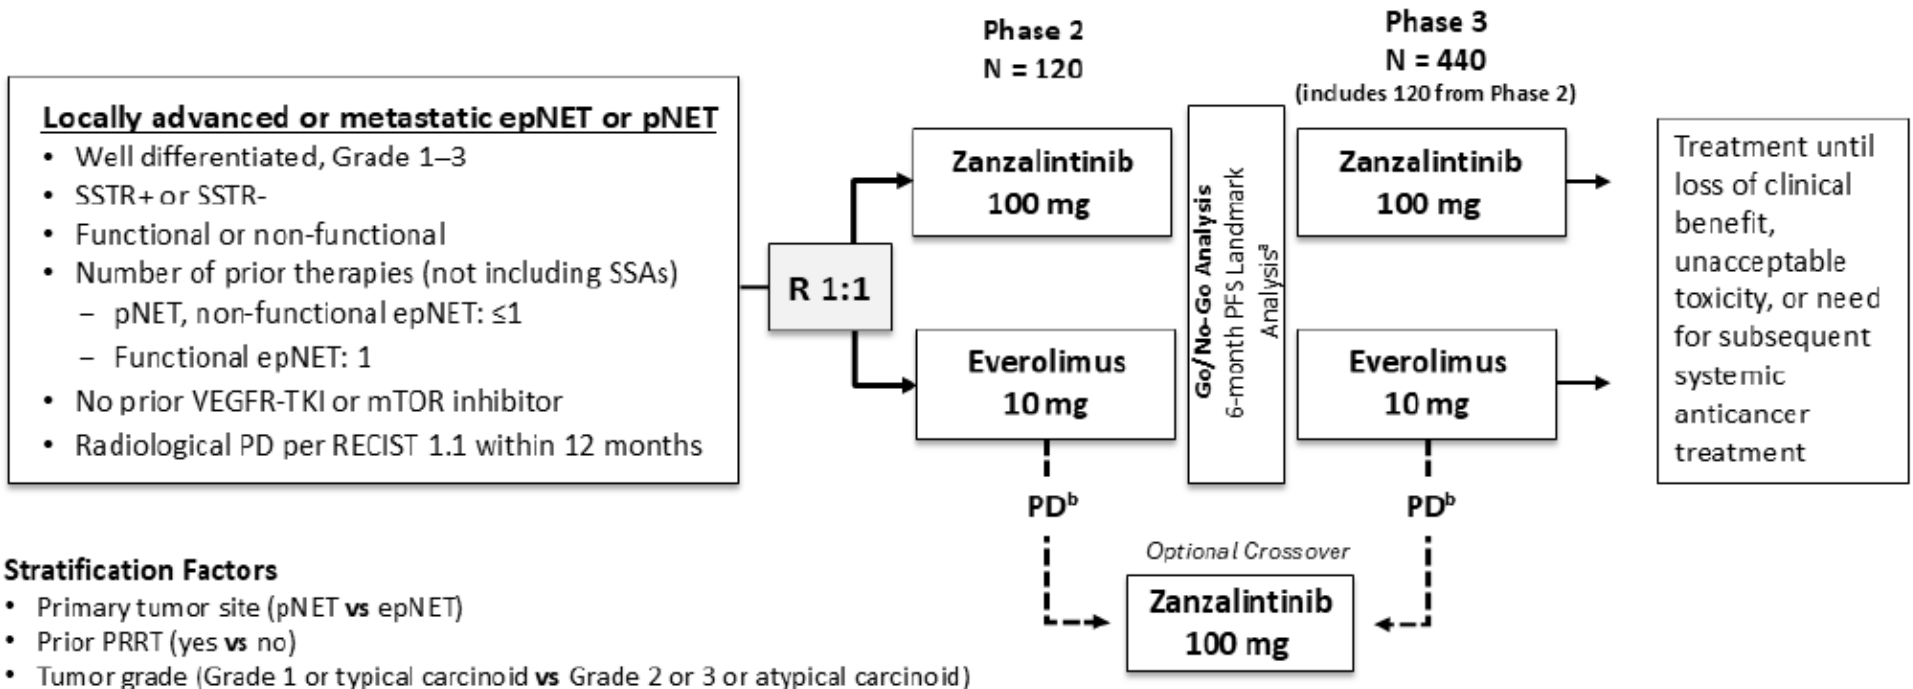 Phase 2
N = 120
Phase 3
N = 440
(includes 120 from Phase 2)
Locally advanced or metastatic epNET or pNET
• Well differentiated, Grade 1–3
• SSTR+ or SSTR-
• Functional or non-functional
• Number of prior therapies (not including SSAs)
– pNET, non-functional epNET: ≤1
– Functional epNET: 1
• No prior VEGFR-TKI or mTOR inhibitor
• Radiological PD per RECIST 1.1 within 12 months
R 1:1
Zanzalintinib
100 mg
Everolimus
10 mg
Go/No-Go Analysis
6-month PFS Landmark
Analysisᵃ
Zanzalintinib
100 mg
Everolimus
10 mg
Treatment until
loss of clinical
benefit,
unacceptable
toxicity, or need
for subsequent
systemic
anticancer
treatment
PDᵇ
PDᵇ
Optional Crossover
Zanzalintinib
100 mg
Stratification Factors
• Primary tumor site (pNET vs epNET)
• Prior PRRT (yes vs no)
• Tumor grade (Grade 1 or typical carcinoid vs Grade 2 or 3 or atypical carcinoid)